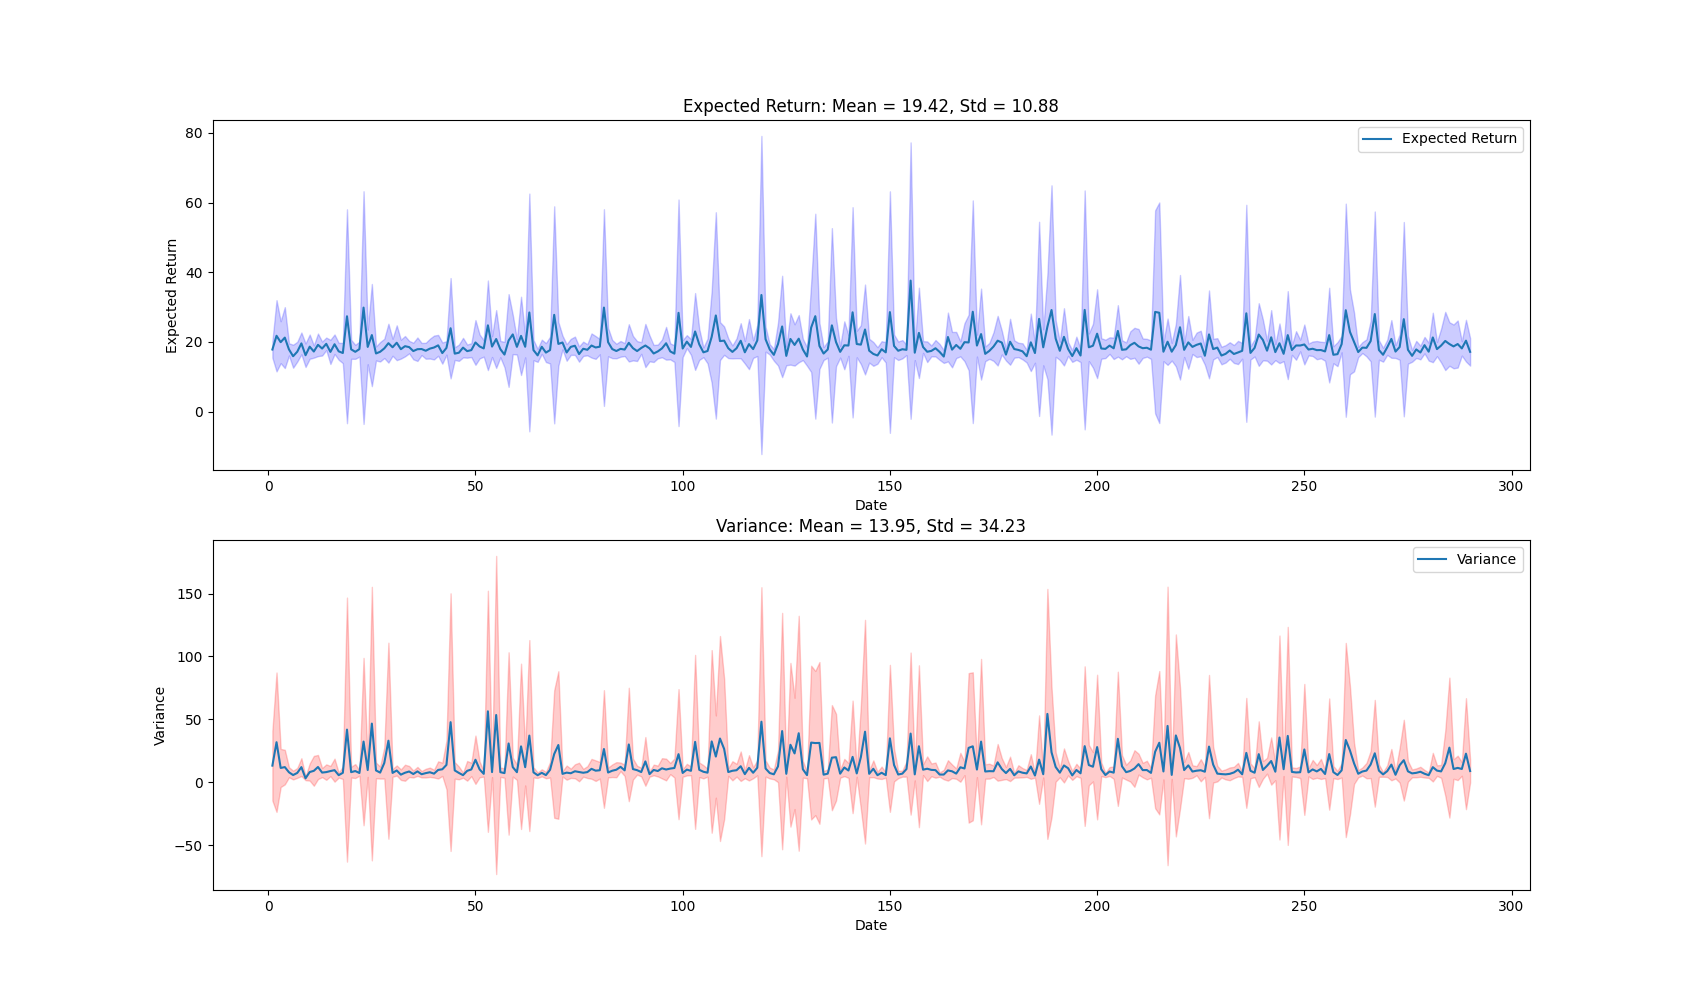 Expected Return: Mean = 19.42, Std = 10.88
Expected Return
80
60
40
20
0
Expected Return
0 50 100 150 200 250 300
Date
Variance: Mean = 13.95, Std = 34.23
Variance
150
100
50
0
−50
Variance
0 50 100 150 200 250 300
Date